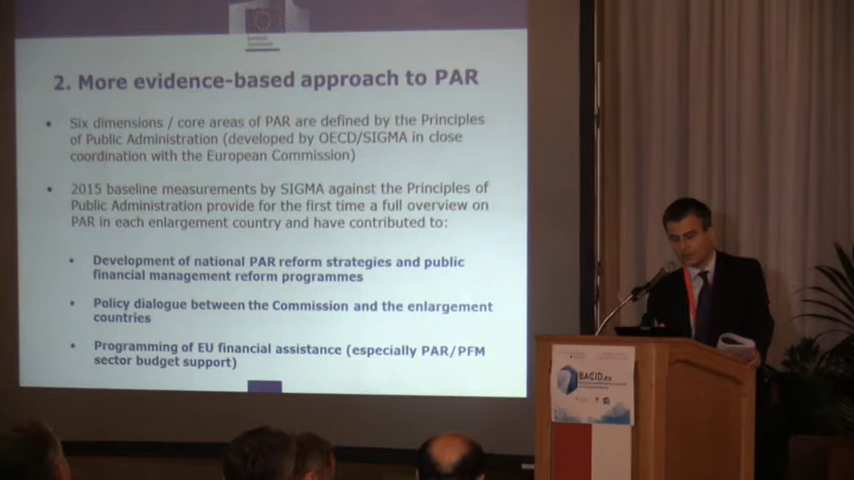 European
Commission
2. More evidence-based approach to PAR
• Six dimensions / core areas of PAR are defined by the Principles
of Public Administration (developed by OECD/SIGMA in close
coordination with the European Commission)
• 2015 baseline measurements by SIGMA against the Principles of
Public Administration provide for the first time a full overview on
PAR in each enlargement country and have contributed to:
• Development of national PAR reform strategies and public
financial management reform programmes
• Policy dialogue between the Commission and the enlargement
countries
• Programming of EU financial assistance (especially PAR/PFM
sector budget support)
BACID.eu